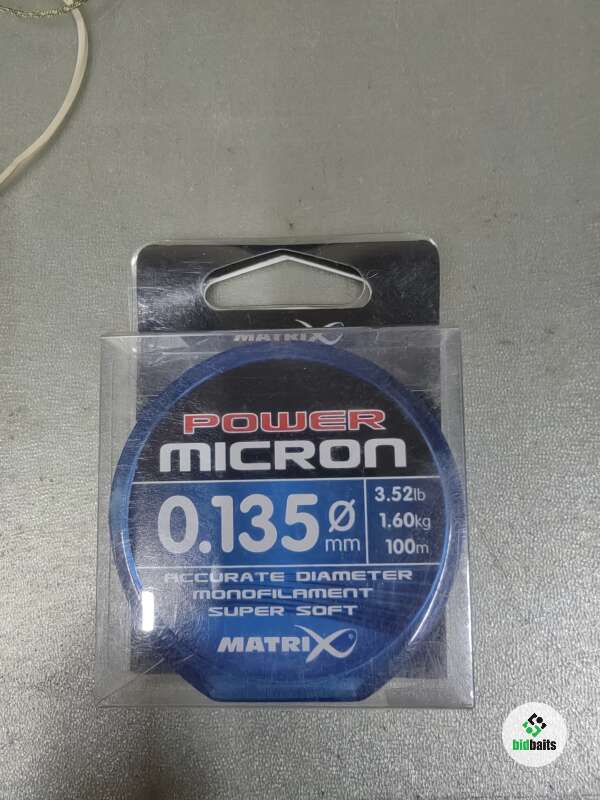 MATRIX
POWER
MICRON
0.135 Ø mm
3.52lb
1.60kg
100m
ACCURATE DIAMETER
MONOFILAMENT
SUPER SOFT
MATRIX
bidbaits